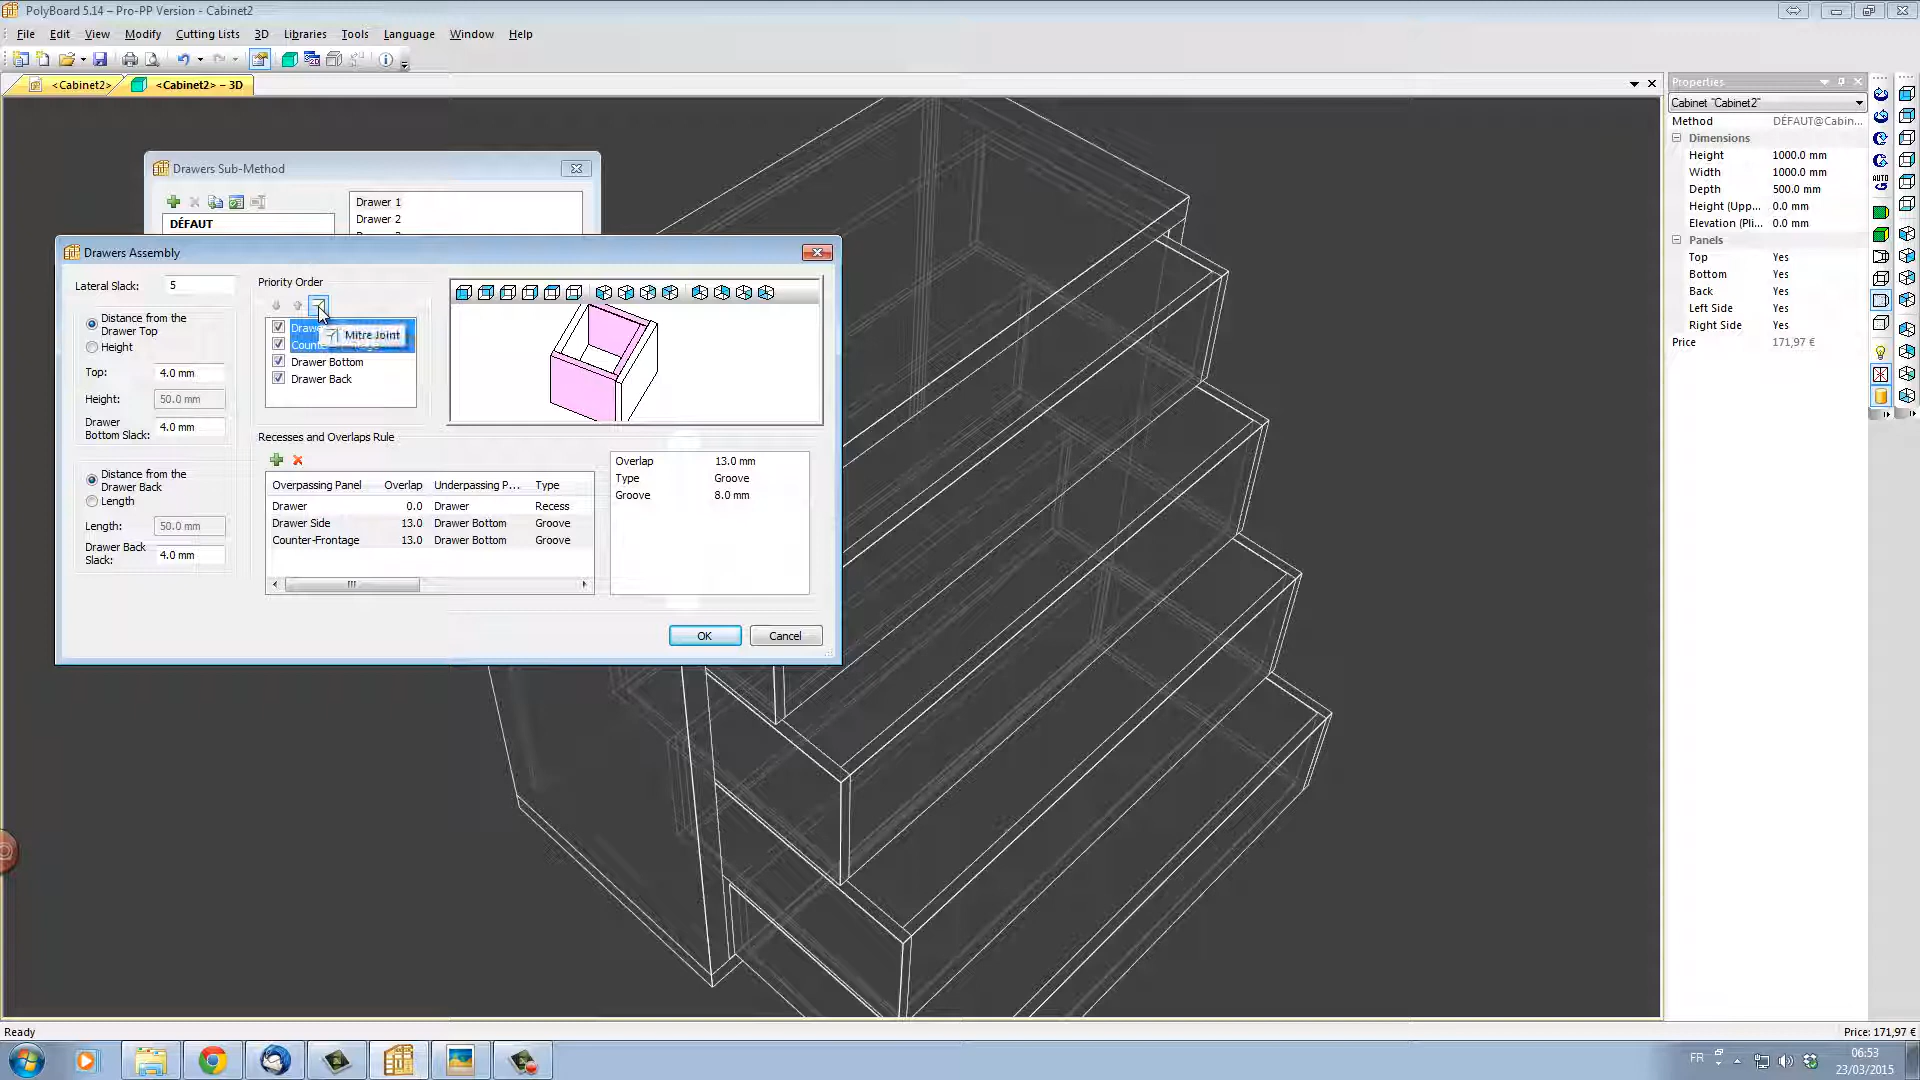 PolyBoard 5.14 – Pro-PP Version - Cabinet2
File Edit View Modify Cutting Lists 3D Libraries Tools Language Window Help
<Cabinet2> <Cabinet2> – 3D
Drawers Sub-Method
DÉFAUT
Drawer 1
Drawer 2
Drawers Assembly
Lateral Slack: 5
Distance from the
Drawer Top
Height
Top: 4.0 mm
Height: 50.0 mm
Drawer
Bottom Slack: 4.0 mm
Distance from the
Drawer Back
Length
Length: 50.0 mm
Drawer Back
Slack: 4.0 mm
Priority Order
Mitre Joint
Drawer Bottom
Drawer Back
Recesses and Overlaps Rule
Overpassing Panel Overlap Underpassing P... Type
Drawer 0.0 Drawer Recess
Drawer Side 13.0 Drawer Bottom Groove
Counter-Frontage 13.0 Drawer Bottom Groove
Overlap 13.0 mm
Type Groove
Groove 8.0 mm
OK Cancel
Properties
Cabinet "Cabinet2"
Method DÉFAUT@Cabin...
Dimensions
Height 1000.0 mm
Width 1000.0 mm
Depth 500.0 mm
Height (Upp... 0.0 mm
Elevation (Pli... 0.0 mm
Panels
Top Yes
Bottom Yes
Back Yes
Left Side Yes
Right Side Yes
Price 171,97 €
AUTO
Ready
Price: 171,97 €
FR
06:53
23/03/2015